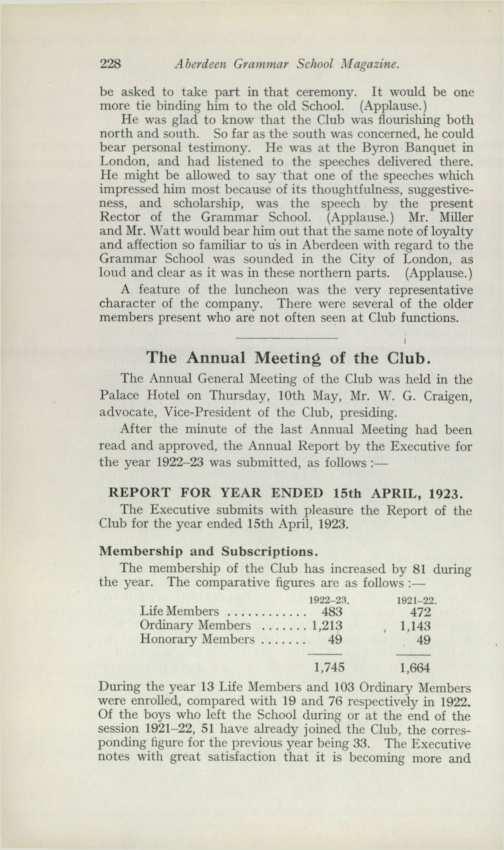 228 Aberdeen Grammar School Magazine.
be asked to take part in that ceremony. It would be one
more tie binding him to the old School. (Applause.)
He was glad to know that the Club was flourishing both
north and south. So far as the south was concerned, he could
bear personal testimony. He was at the Byron Banquet in
London, and had listened to the speeches delivered there.
He might be allowed to say that one of the speeches which
impressed him most because of its thoughtfulness, suggestive-
ness, and scholarship, was the speech by the present
Rector of the Grammar School. (Applause.) Mr. Miller
and Mr. Watt would bear him out that the same note of loyalty
and affection so familiar to us in Aberdeen with regard to the
Grammar School was sounded in the City of London, as
loud and clear as it was in these northern parts. (Applause.)
A feature of the luncheon was the very representative
character of the company. There were several of the older
members present who are not often seen at Club functions.
The Annual Meeting of the Club.
The Annual General Meeting of the Club was held in the
Palace Hotel on Thursday, 10th May, Mr. W. G. Craigen,
advocate, Vice-President of the Club, presiding.
After the minute of the last Annual Meeting had been
read and approved, the Annual Report by the Executive for
the year 1922–23 was submitted, as follows :—
REPORT FOR YEAR ENDED 15th APRIL, 1923.
The Executive submits with pleasure the Report of the
Club for the year ended 15th April, 1923.
Membership and Subscriptions.
The membership of the Club has increased by 81 during
the year. The comparative figures are as follows :—
1922–23. 1921–22.
Life Members ............ 483 472
Ordinary Members ....... 1,213 1,143
Honorary Members ....... 49 49
1,745 1,664
During the year 13 Life Members and 103 Ordinary Members
were enrolled, compared with 19 and 76 respectively in 1922.
Of the boys who left the School during or at the end of the
session 1921–22, 51 have already joined the Club, the corres-
ponding figure for the previous year being 33. The Executive
notes with great satisfaction that it is becoming more and